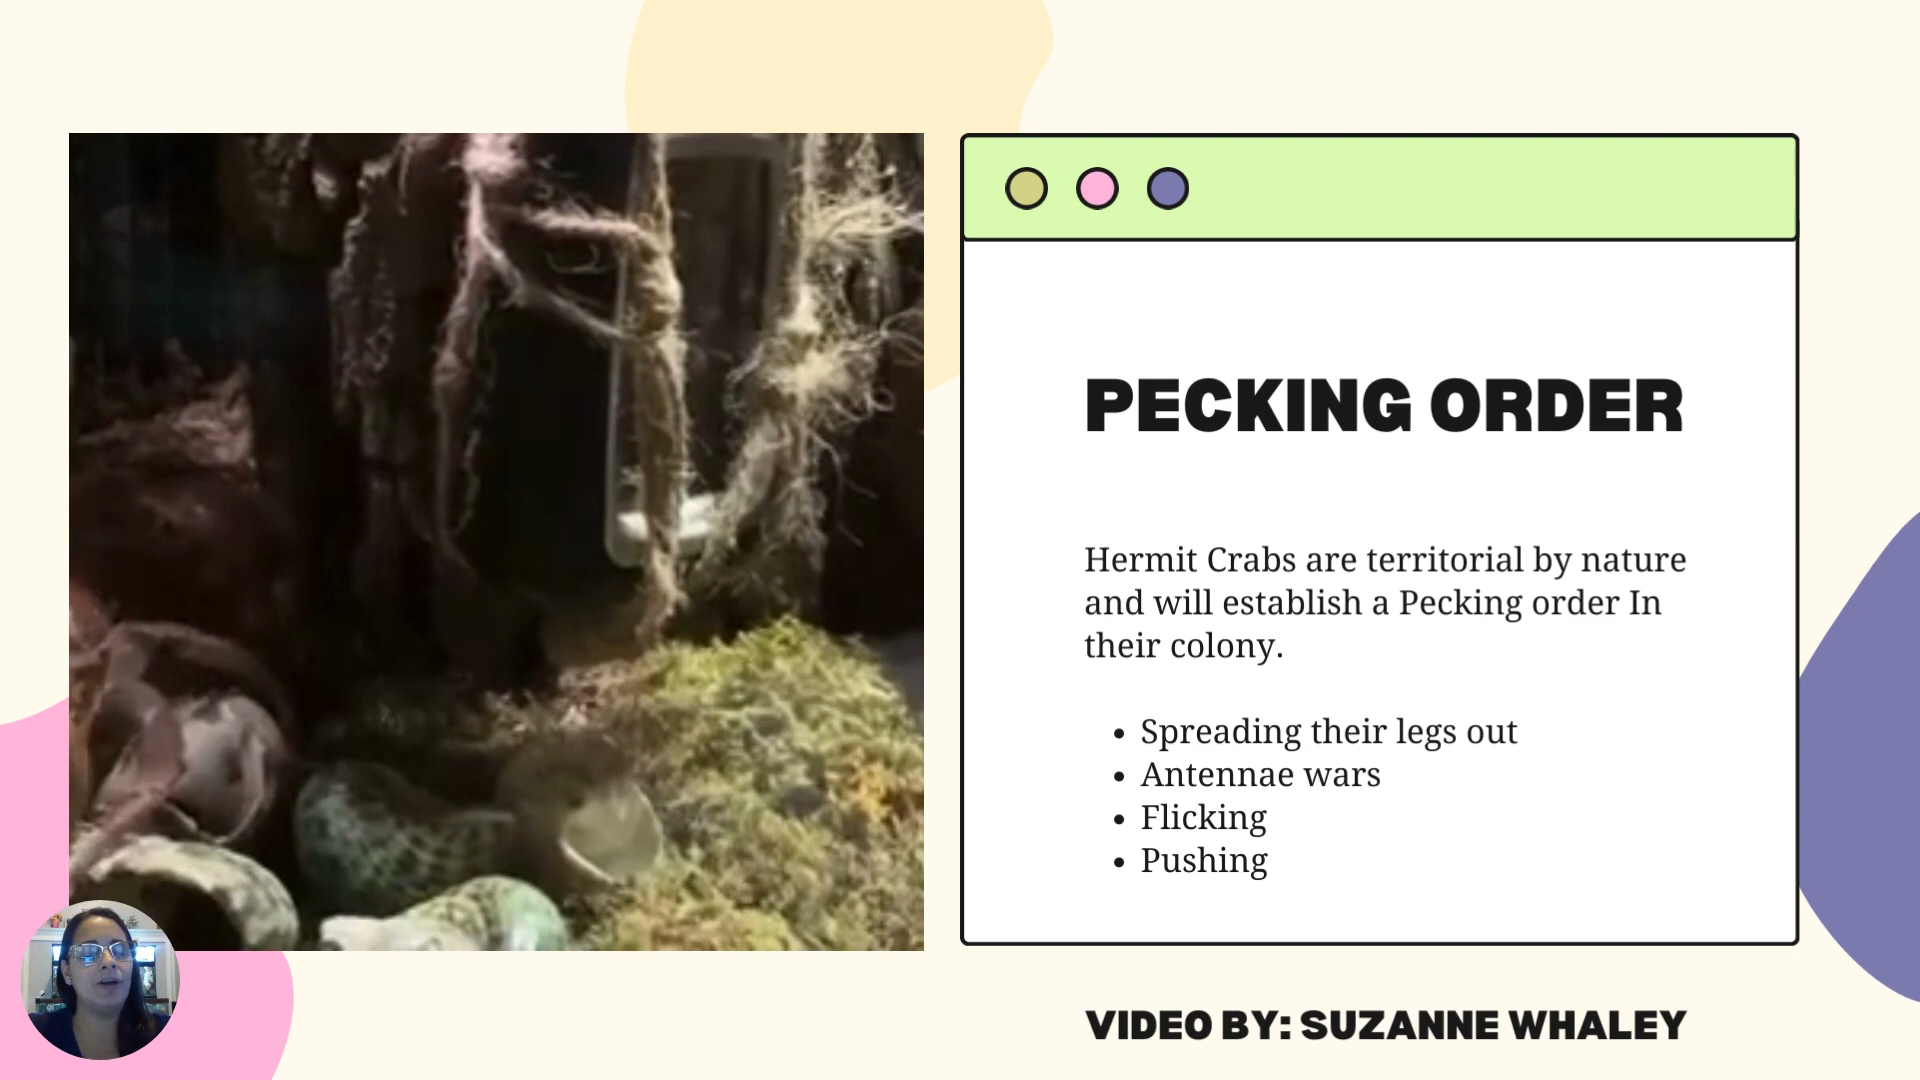 PECKING ORDER
Hermit Crabs are territorial by nature
and will establish a Pecking order In
their colony.
• Spreading their legs out
• Antennae wars
• Flicking
• Pushing
VIDEO BY: SUZANNE WHALEY